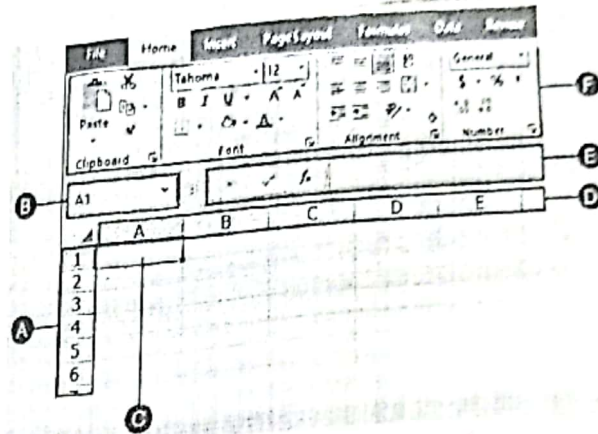 File Home Insert Page Layout Formulas Data Review
Tahoma 12 General
B I U A A $ % ,
Paste A
Clipboard Font Alignment Number
F
E
B A1 fx
D
A B C D E
1
2
3
A
4
5
6
C